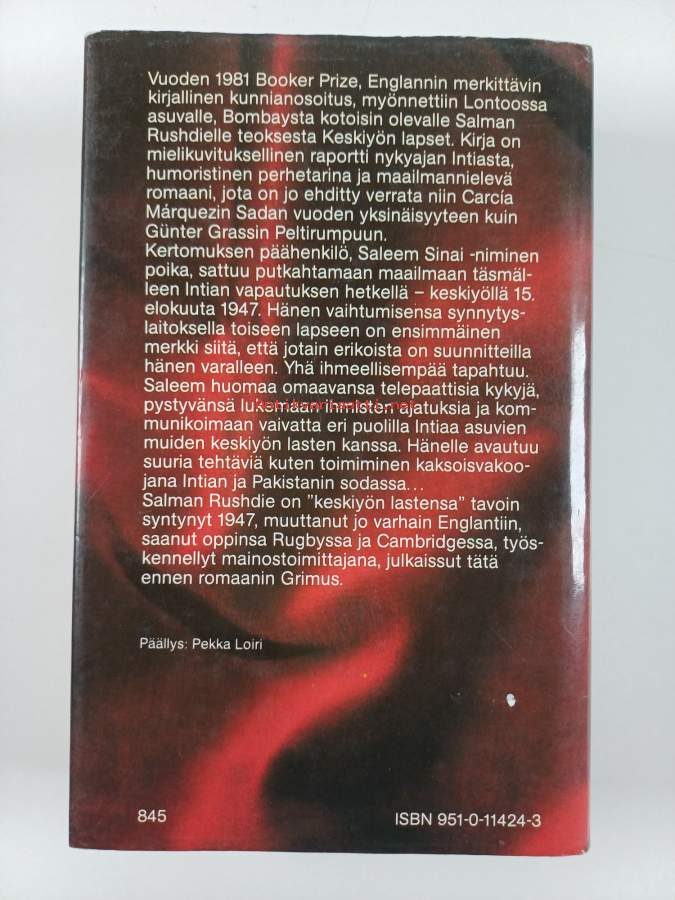 Vuoden 1981 Booker Prize, Englannin merkittävin
kirjallinen kunnianosoitus, myönnettiin Lontoossa
asuvalle, Bombaysta kotoisin olevalle Salman
Rushdielle teoksesta Keskiyön lapset. Kirja on
mielikuvituksellinen raportti nykyajan Intiasta,
humoristinen perhetarina ja maailmannielevä
romaani, jota on jo ehditty verrata niin Carcía
Márquezin Sadan vuoden yksinäisyyteen kuin
Günter Grassin Peltirumpuun.
Kertomuksen päähenkilö, Saleem Sinai -niminen
poika, sattuu putkahtamaan maailmaan täsmäl-
leen Intian vapautuksen hetkellä – keskiyöllä 15.
elokuuta 1947. Hänen vaihtumisensa synnytys-
laitoksella toiseen lapseen on ensimmäinen
merkki siitä, että jotain erikoista on suunnitteilla
hänen varalleen. Yhä ihmeellisempää tapahtuu.
Saleem huomaa omaavansa telepaattisia kykyjä,
pystyvänsä lukemaan ihmisten ajatuksia ja kom-
munikoimaan vaivatta eri puolilla Intiaa asuvien
muiden keskiyön lasten kanssa. Hänelle avautuu
suuria tehtäviä kuten toimiminen kaksoisvakoo-
jana Intian ja Pakistanin sodassa...
Salman Rushdie on "keskiyön lastensa" tavoin
syntynyt 1947, muuttanut jo varhain Englantiin,
saanut oppinsa Rugbyssa ja Cambridgessa, työs-
kennellyt mainostoimittajana, julkaissut tätä
ennen romaanin Grimus.
Päällys: Pekka Loiri
845
ISBN 951-0-11424-3